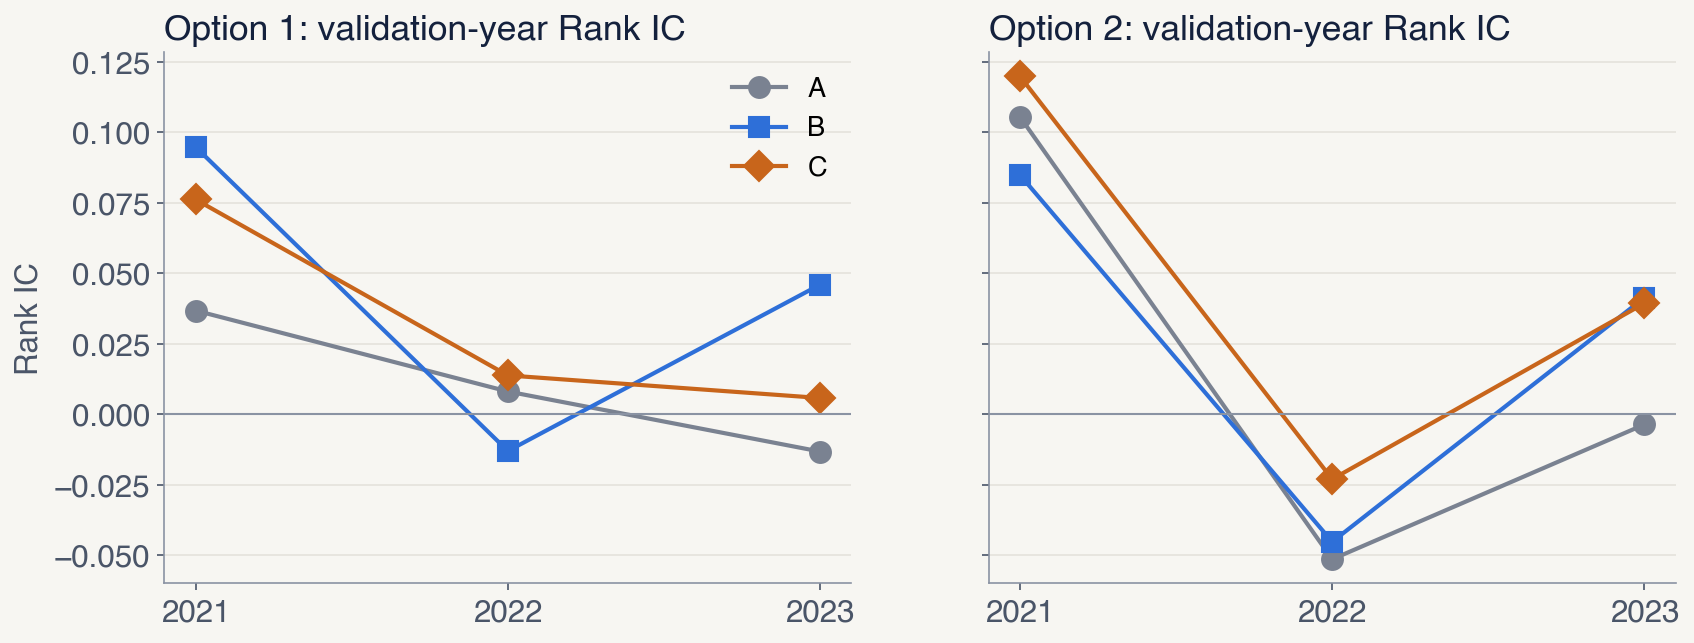 Option 1: validation-year Rank IC
Option 2: validation-year Rank IC
Rank IC
0.125
0.100
0.075
0.050
0.025
0.000
−0.025
−0.050
A
B
C
2021
2022
2023
2021
2022
2023